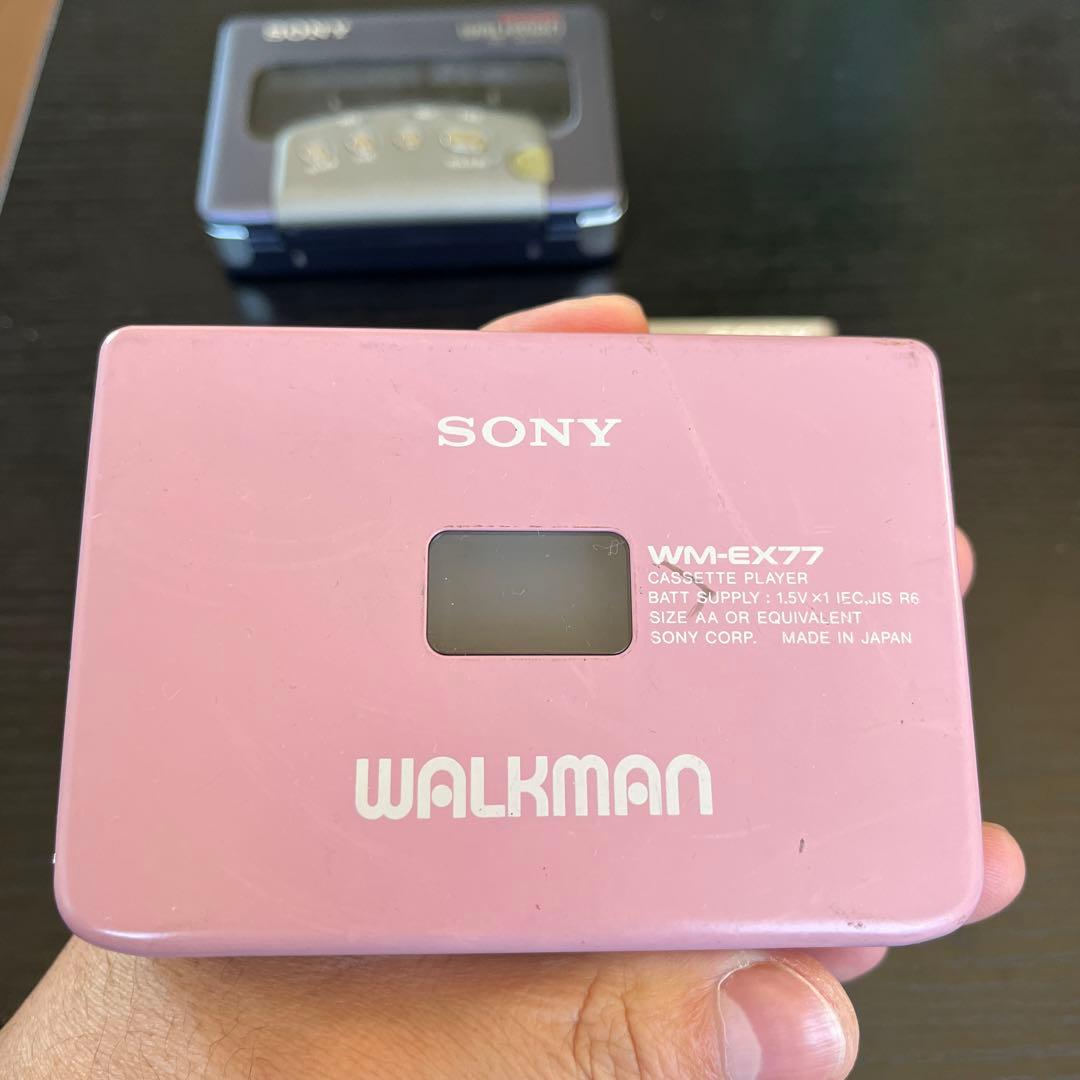 SONY
WALKMAN
SONY
WM-EX77
CASSETTE PLAYER
BATT SUPPLY : 1.5V ×1 IEC,JIS R6
SIZE AA OR EQUIVALENT
SONY CORP. MADE IN JAPAN
WALKMAN